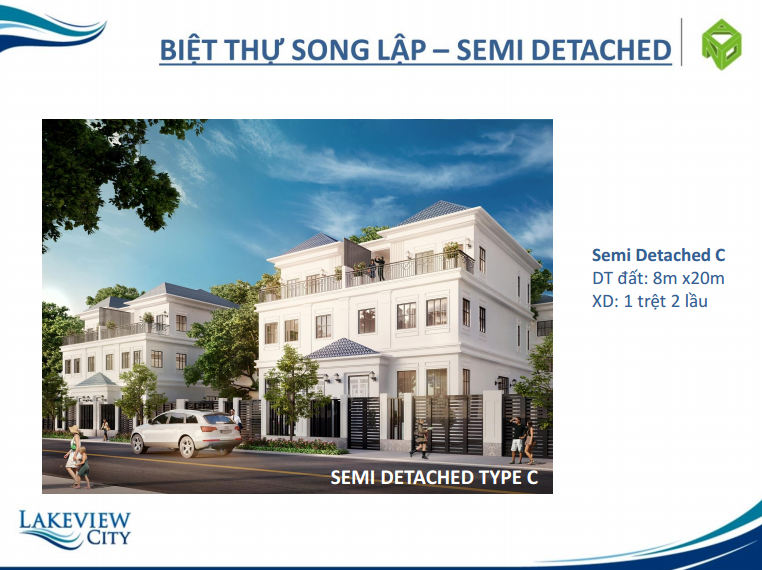 BIỆT THỰ SONG LẬP – SEMI DETACHED
Semi Detached C
DT đất: 8m x20m
XD: 1 trệt 2 lầu
SEMI DETACHED TYPE C
LAKEVIEW
CITY